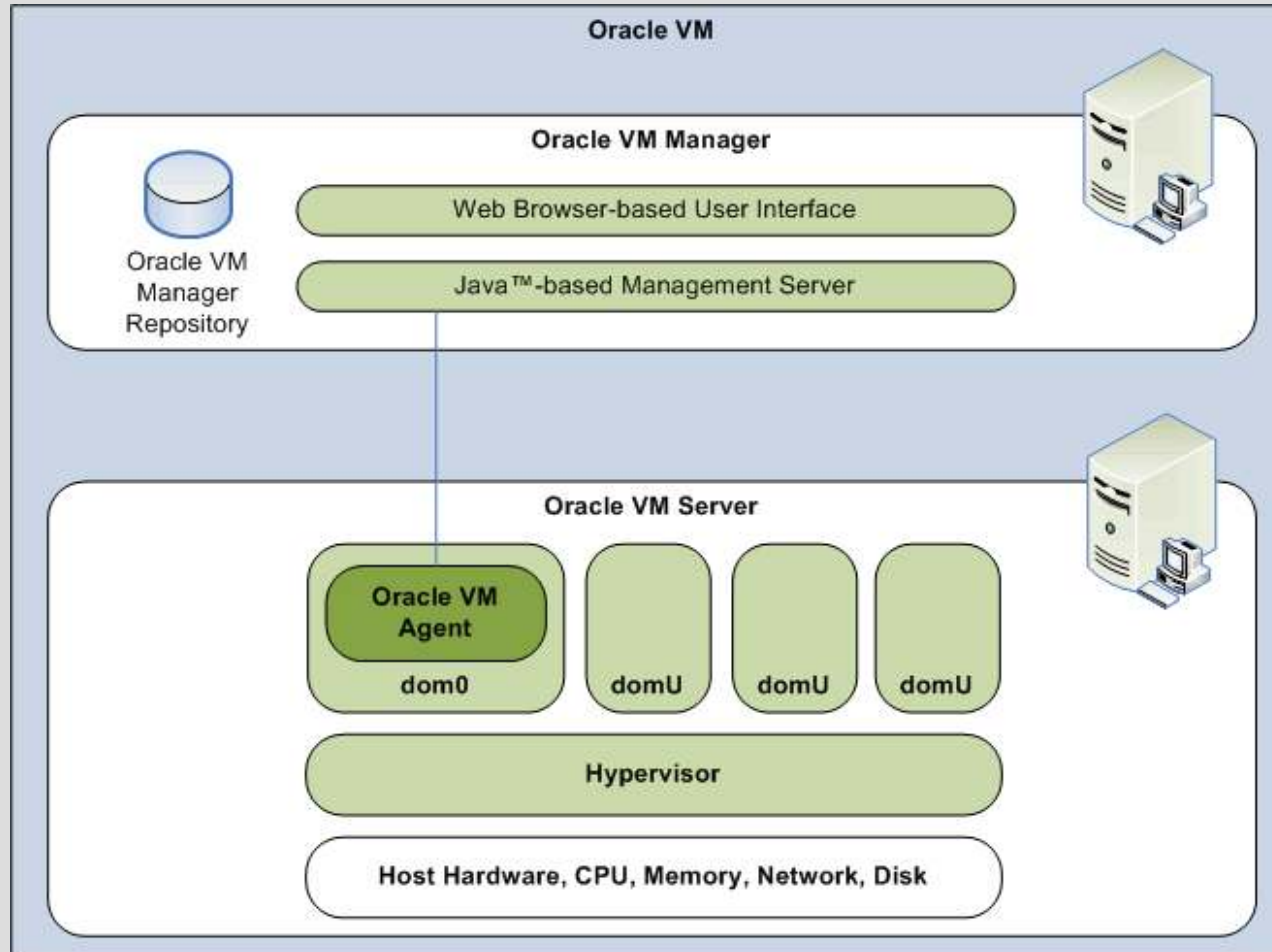 Oracle VM
Oracle VM Manager
Web Browser-based User Interface
Java™-based Management Server
Oracle VM
Manager
Repository
Oracle VM Server
Oracle VM
Agent
dom0
domU
domU
domU
Hypervisor
Host Hardware, CPU, Memory, Network, Disk